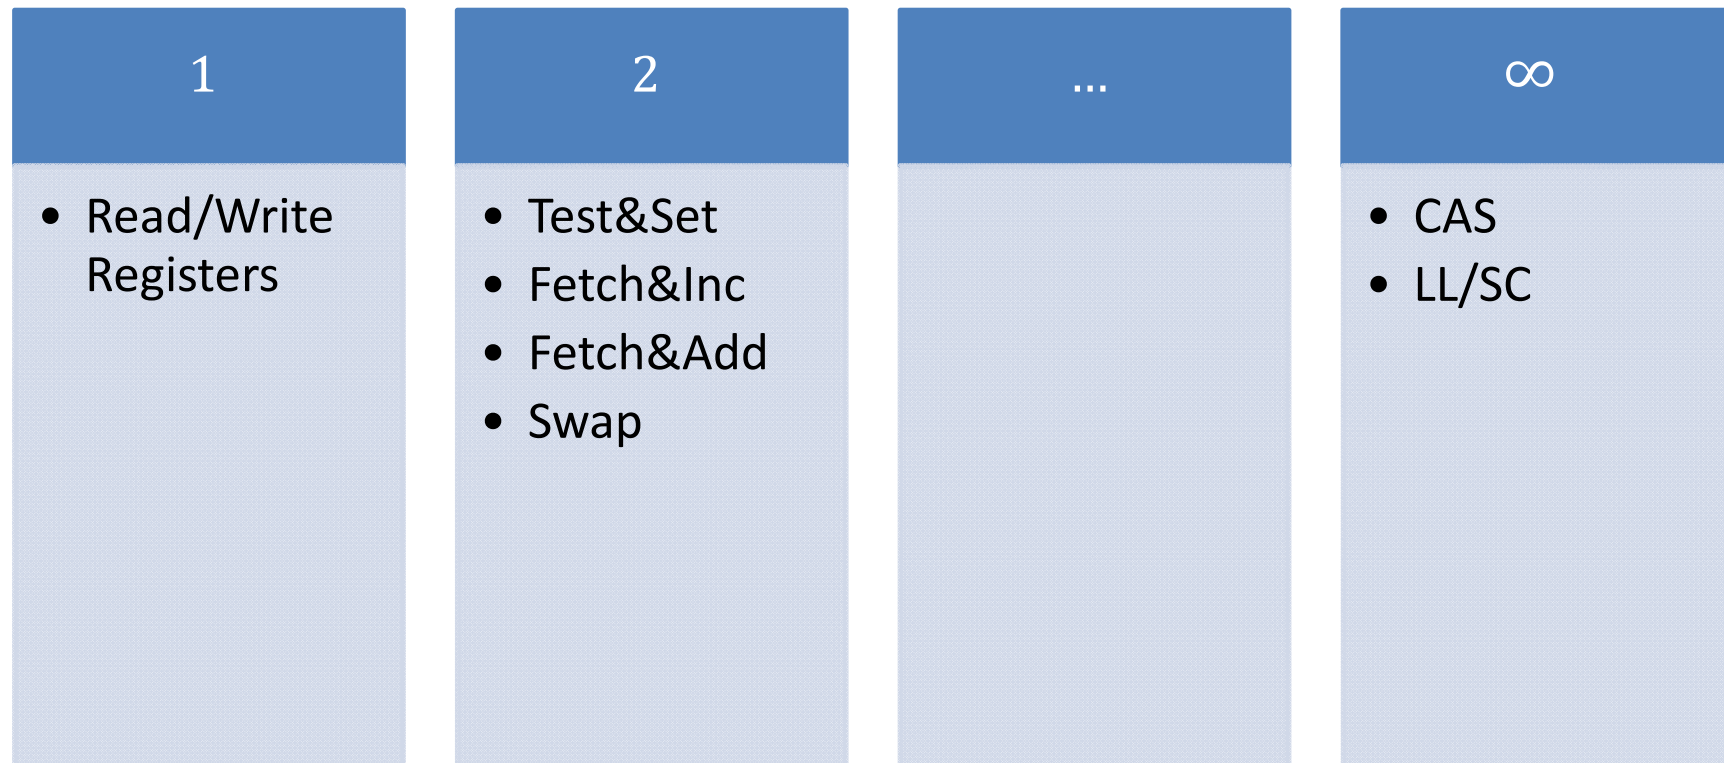 1
• Read/Write
Registers
2
• Test&Set
• Fetch&Inc
• Fetch&Add
• Swap
...
∞
• CAS
• LL/SC